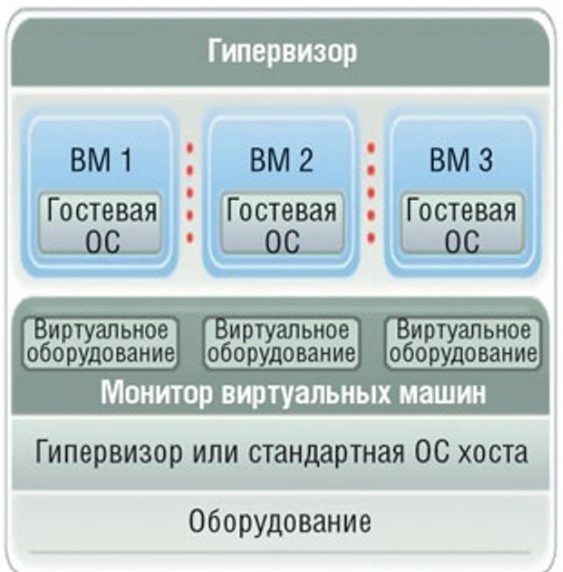 Гипервизор
ВМ 1
Гостевая
ОС
ВМ 2
Гостевая
ОС
ВМ 3
Гостевая
ОС
Виртуальное
оборудование
Виртуальное
оборудование
Виртуальное
оборудование
Монитор виртуальных машин
Гипервизор или стандартная ОС хоста
Оборудование